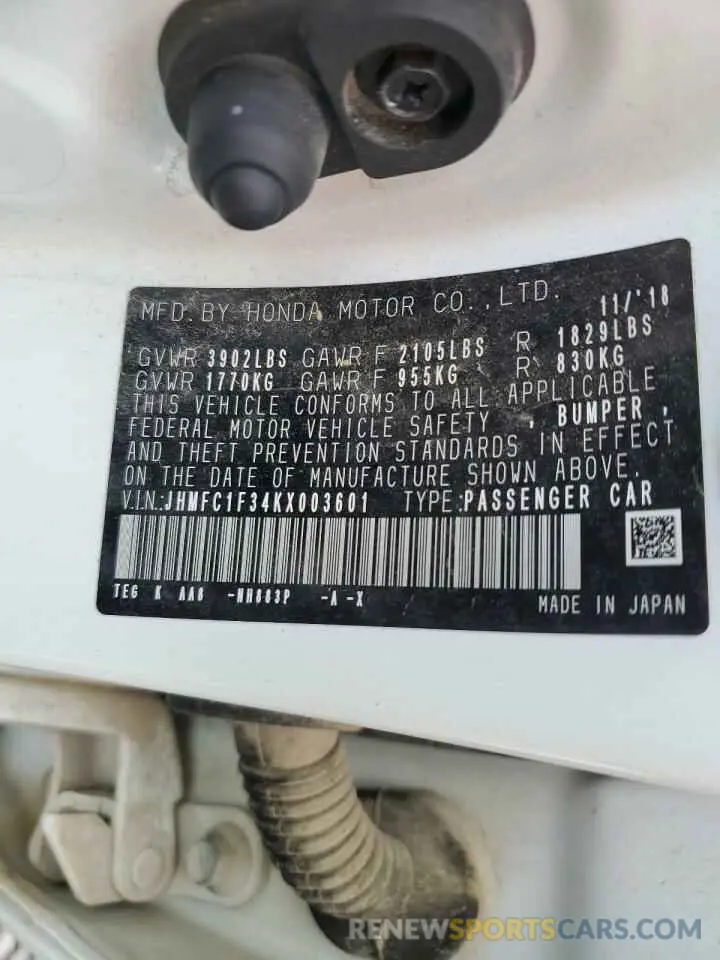 MFD. BY HONDA MOTOR CO., LTD. 11/'18
GVWR 3902LBS GAWR F 2105LBS R 1829LBS
GVWR 1770KG GAWR F 955KG R 830KG
THIS VEHICLE CONFORMS TO ALL APPLICABLE
FEDERAL MOTOR VEHICLE SAFETY , BUMPER ,
AND THEFT PREVENTION STANDARDS IN EFFECT
ON THE DATE OF MANUFACTURE SHOWN ABOVE.
V.I.N.: JHMFC1F34KX003601 TYPE: PASSENGER CAR
TEG K AA6 -NH883P -A -X
MADE IN JAPAN
RENEWSPORTSCARS.COM